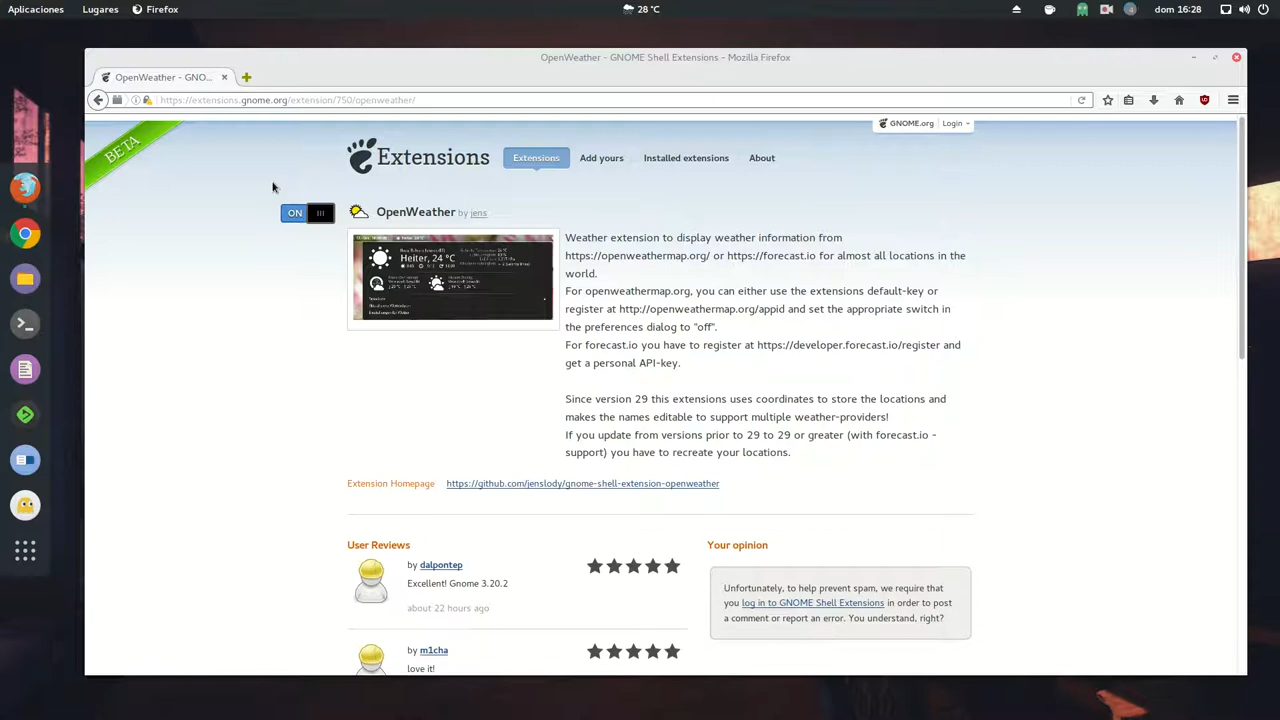 Aplicaciones Lugares Firefox 28 °C dom 16:28
OpenWeather - GNOME Shell Extensions - Mozilla Firefox
OpenWeather - GNO...
https://extensions.gnome.org/extension/750/openweather/
GNOME.org Login
BETA
Extensions Extensions Add yours Installed extensions About
ON OpenWeather by jens
Heiter, 24 °C
Weather extension to display weather information from
https://openweathermap.org/ or https://forecast.io for almost all locations in the
world.
For openweathermap.org, you can either use the extensions default-key or
register at http://openweathermap.org/appid and set the appropriate switch in
the preferences dialog to "off".
For forecast.io you have to register at https://developer.forecast.io/register and
get a personal API-key.
Since version 29 this extensions uses coordinates to store the locations and
makes the names editable to support multiple weather-providers!
If you update from versions prior to 29 to 29 or greater (with forecast.io -
support) you have to recreate your locations.
Extension Homepage https://github.com/jenslody/gnome-shell-extension-openweather
User Reviews
by dalpontep
Excellent! Gnome 3.20.2
about 22 hours ago
by m1cha
love it!
Your opinion
Unfortunately, to help prevent spam, we require that
you log in to GNOME Shell Extensions in order to post
a comment or report an error. You understand, right?